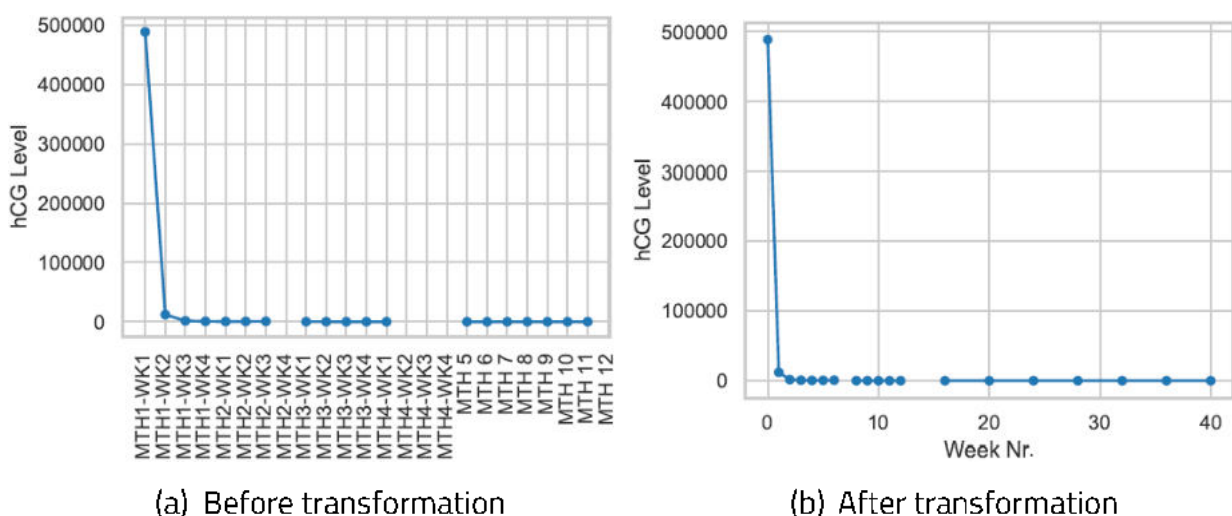 500000
400000
300000
200000
100000
0
hCG Level
MTH1-WK1
MTH1-WK2
MTH1-WK3
MTH1-WK4
MTH2-WK1
MTH2-WK2
MTH2-WK3
MTH2-WK4
MTH3-WK1
MTH3-WK2
MTH3-WK3
MTH3-WK4
MTH4-WK1
MTH4-WK2
MTH4-WK3
MTH4-WK4
MTH 5
MTH 6
MTH 7
MTH 8
MTH 9
MTH 10
MTH 11
MTH 12
(a) Before transformation
500000
400000
300000
200000
100000
0
hCG Level
0 10 20 30 40
Week Nr.
(b) After transformation